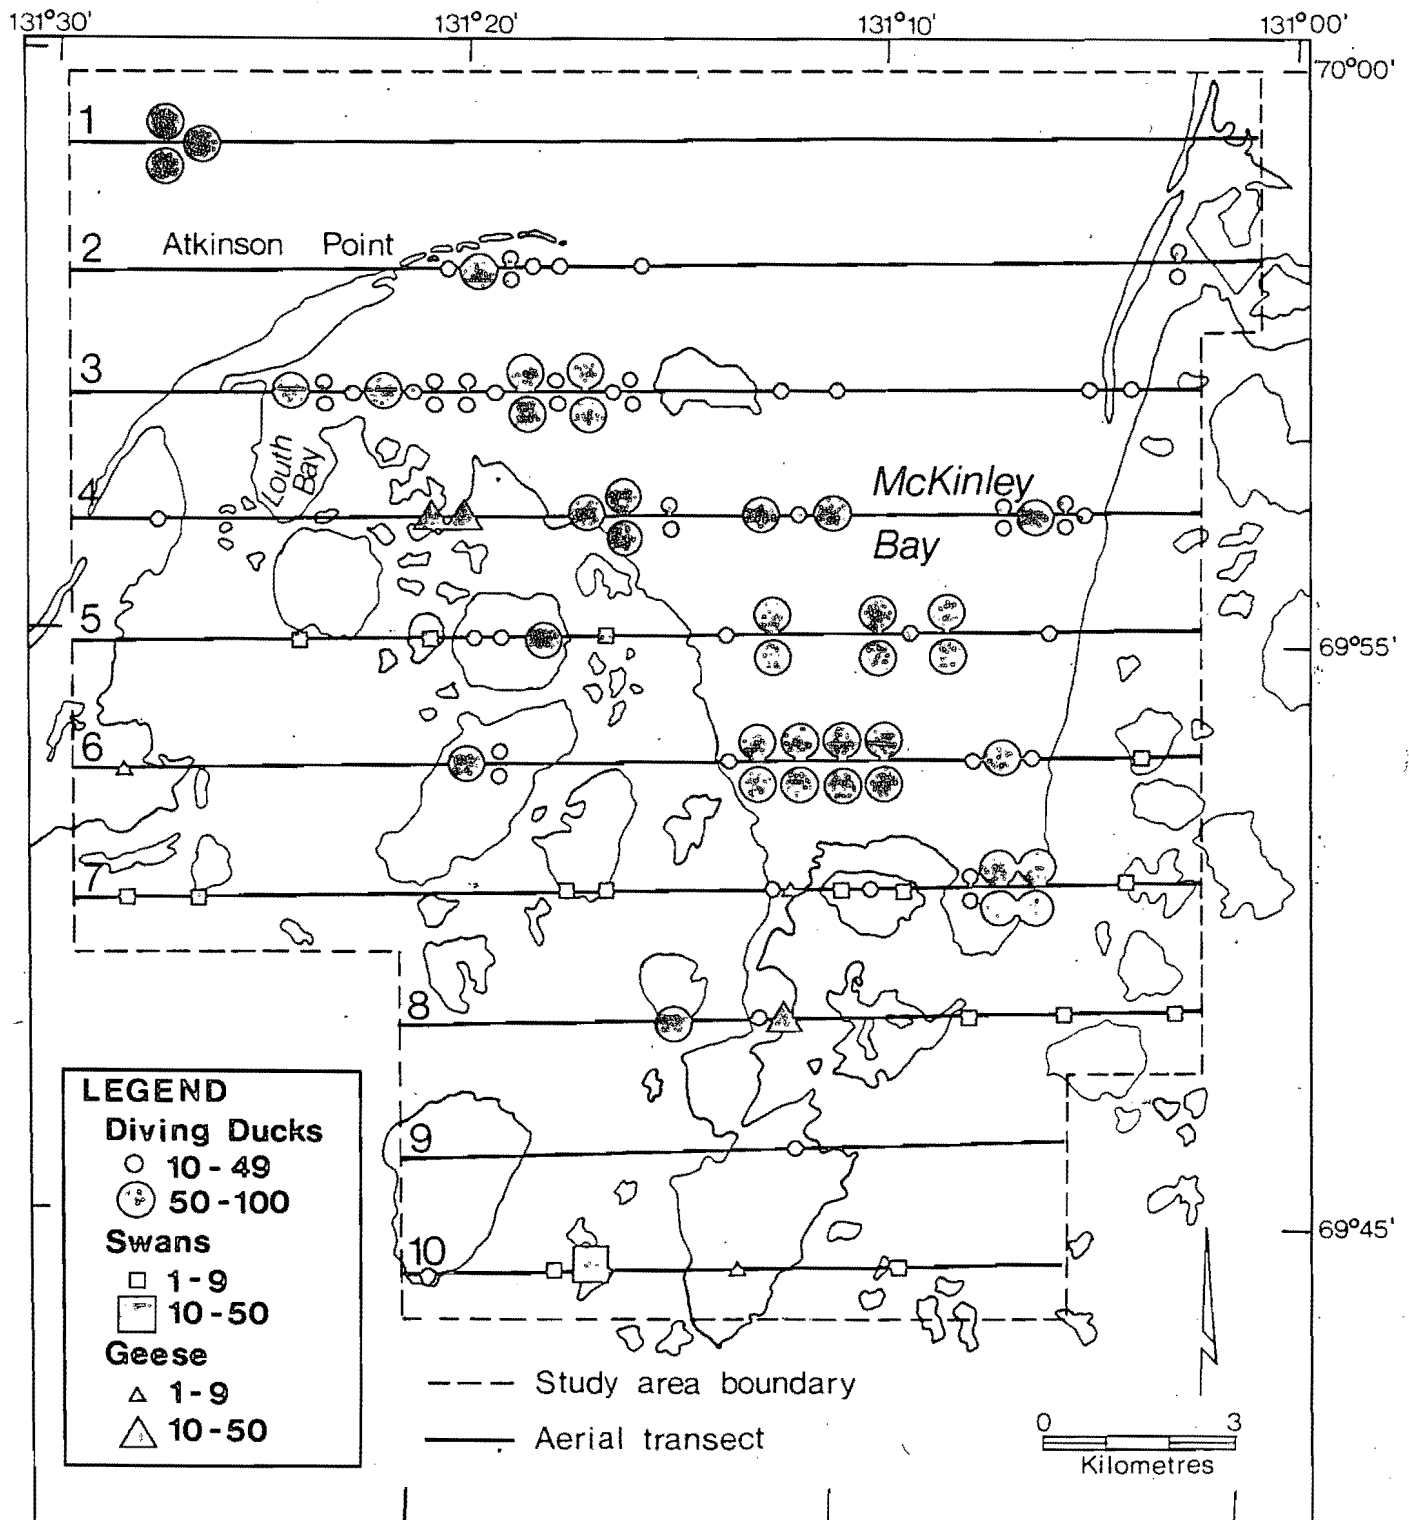 131°30' 131°20' 131°10' 131°00'
70°00'
1
2 Atkinson Point
3
Louth
Bay
4 McKinley
Bay
5
69°55'
6
7
8
LEGEND
Diving Ducks
10 - 49
50 - 100
Swans
1 - 9
10 - 50
Geese
1 - 9
10 - 50
9
69°45'
10
Study area boundary
Aerial transect
0 3
Kilometres